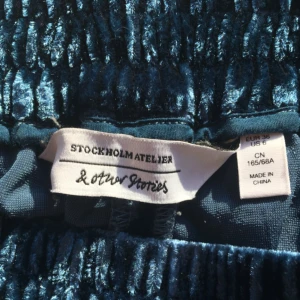 STOCKHOLM ATELIER
& other Stories
US 6
CN
165/68A
MADE IN
CHINA